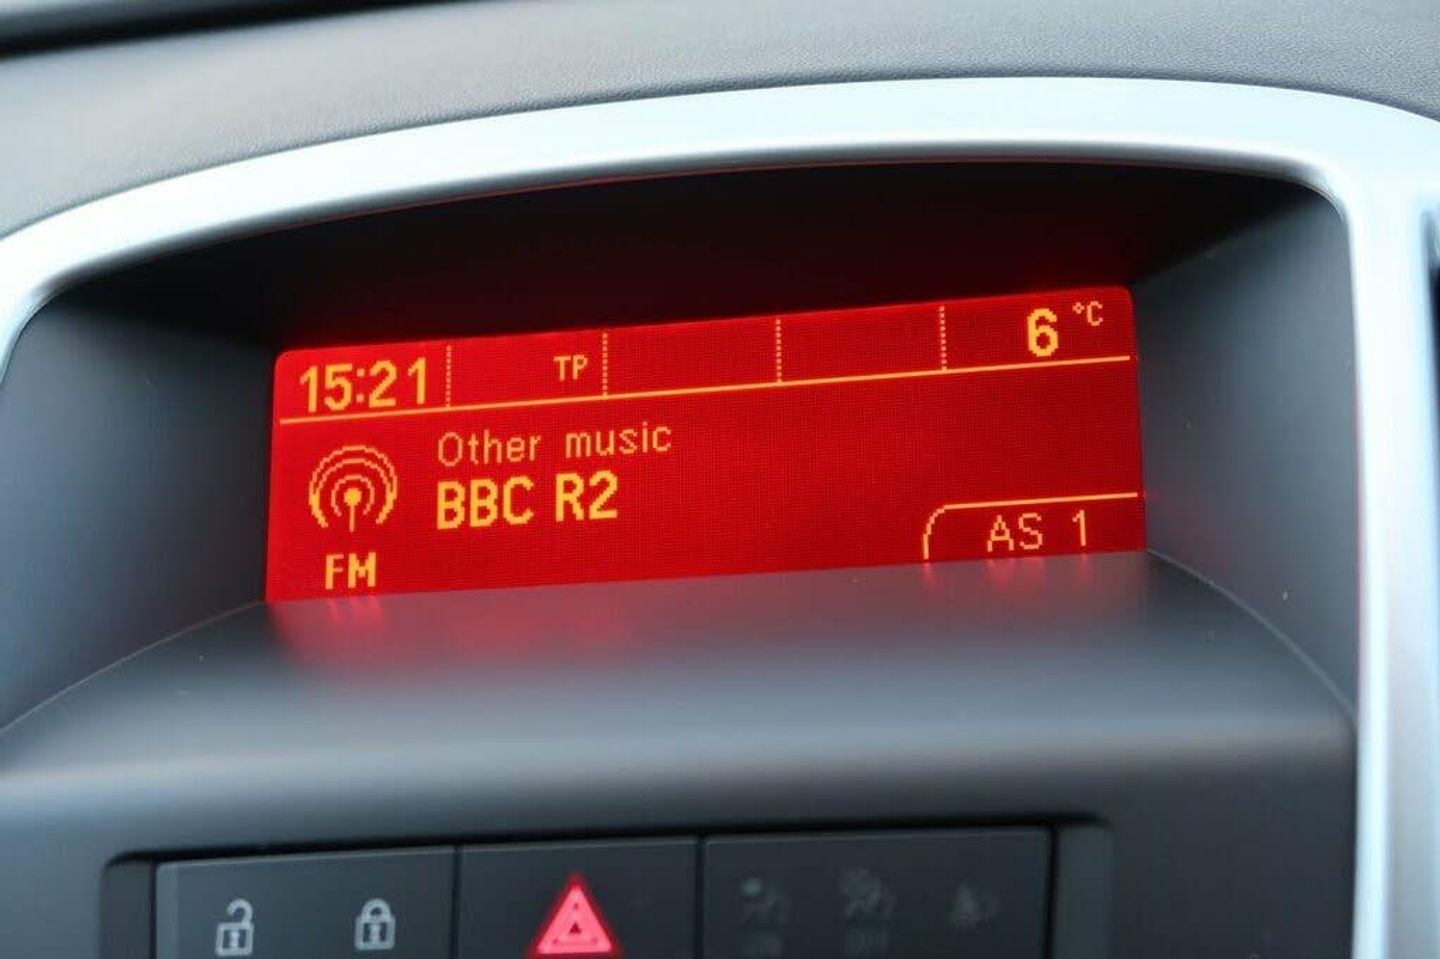 15:21 TP 6 °C
Other music
BBC R2
FM AS 1